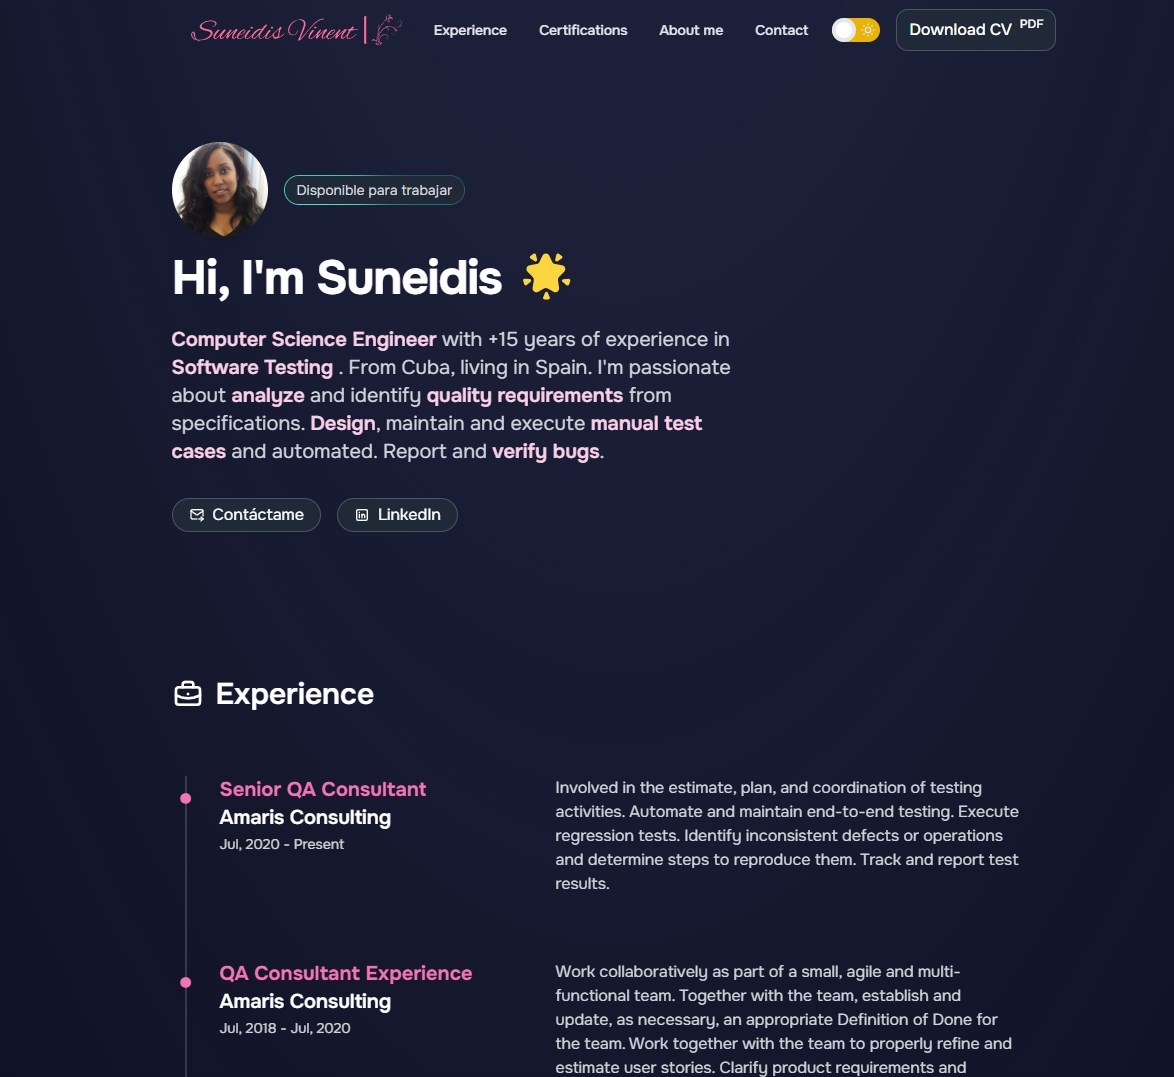 Suneidis Vinent
Experience
Certifications
About me
Contact
Download CV PDF
Disponible para trabajar
Hi, I'm Suneidis
Computer Science Engineer with +15 years of experience in
Software Testing . From Cuba, living in Spain. I'm passionate
about analyze and identify quality requirements from
specifications. Design, maintain and execute manual test
cases and automated. Report and verify bugs.
Contáctame
LinkedIn
Experience
Senior QA Consultant
Amaris Consulting
Jul, 2020 - Present
Involved in the estimate, plan, and coordination of testing
activities. Automate and maintain end-to-end testing. Execute
regression tests. Identify inconsistent defects or operations
and determine steps to reproduce them. Track and report test
results.
QA Consultant Experience
Amaris Consulting
Jul, 2018 - Jul, 2020
Work collaboratively as part of a small, agile and multi-
functional team. Together with the team, establish and
update, as necessary, an appropriate Definition of Done for
the team. Work together with the team to properly refine and
estimate user stories. Clarify product requirements and